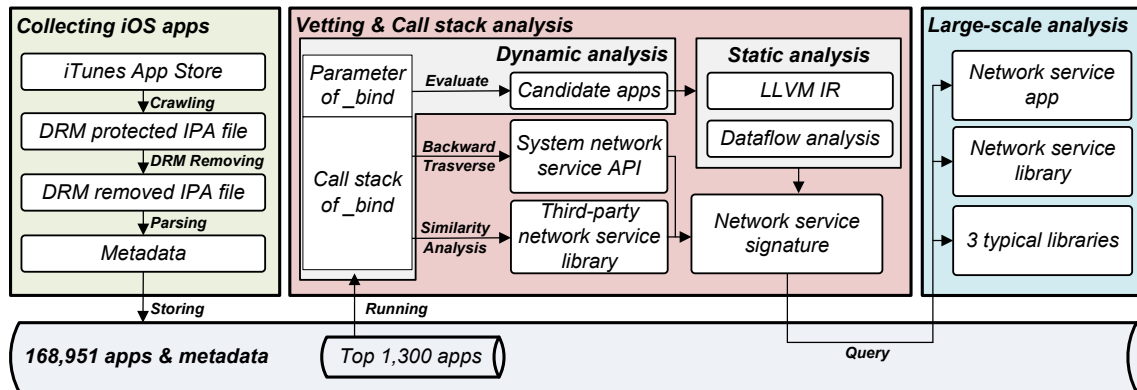 Collecting iOS apps
iTunes App Store
Crawling
DRM protected IPA file
DRM Removing
DRM removed IPA file
Parsing
Metadata
Storing
Vetting & Call stack analysis
Dynamic analysis
Parameter
of _bind
Evaluate
Candidate apps
Call stack
of _bind
Backward
Trasverse
System network
service API
Similarity
Analysis
Third-party
network service
library
Running
Static analysis
LLVM IR
Dataflow analysis
Network service
signature
Query
Large-scale analysis
Network service
app
Network service
library
3 typical libraries
168,951 apps & metadata
Top 1,300 apps